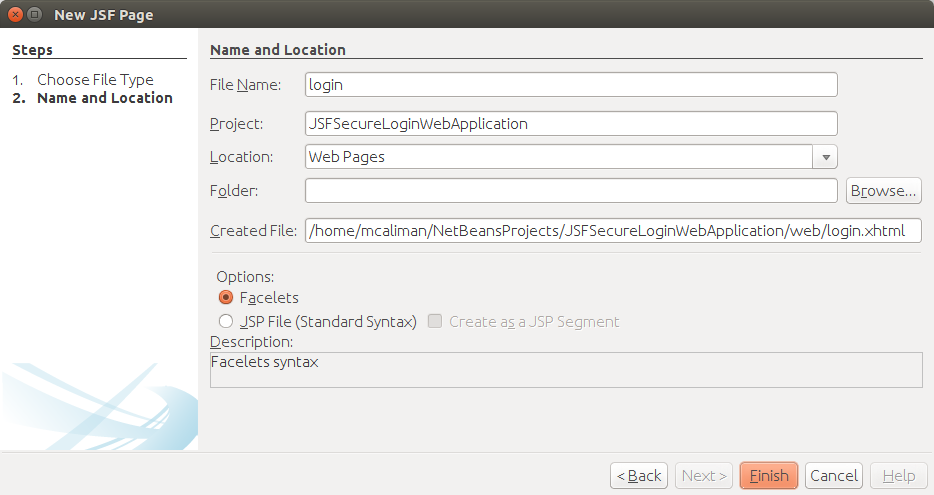 New JSF Page
Steps
1. Choose File Type
2. Name and Location
Name and Location
File Name: login
Project: JSFSecureLoginWebApplication
Location: Web Pages
Folder: Browse...
Created File: /home/mcaliman/NetBeansProjects/JSFSecureLoginWebApplication/web/login.xhtml
Options:
Facelets
JSP File (Standard Syntax) Create as a JSP Segment
Description:
Facelets syntax
< Back Next > Finish Cancel Help